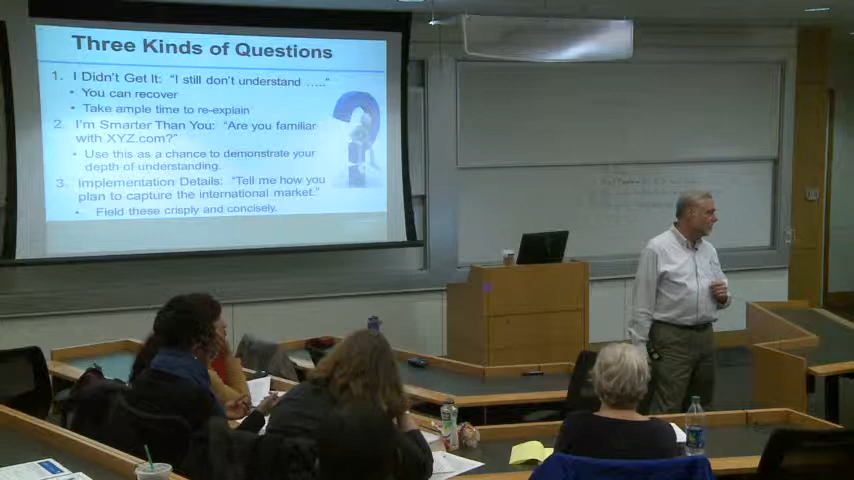 Three Kinds of Questions
1. I Didn't Get It: "I still don't understand ....."
• You can recover
• Take ample time to re-explain
2. I'm Smarter Than You: "Are you familiar
with XYZ.com?"
• Use this as a chance to demonstrate your
depth of understanding.
3. Implementation Details: "Tell me how you
plan to capture the international market."
• Field these crisply and concisely.